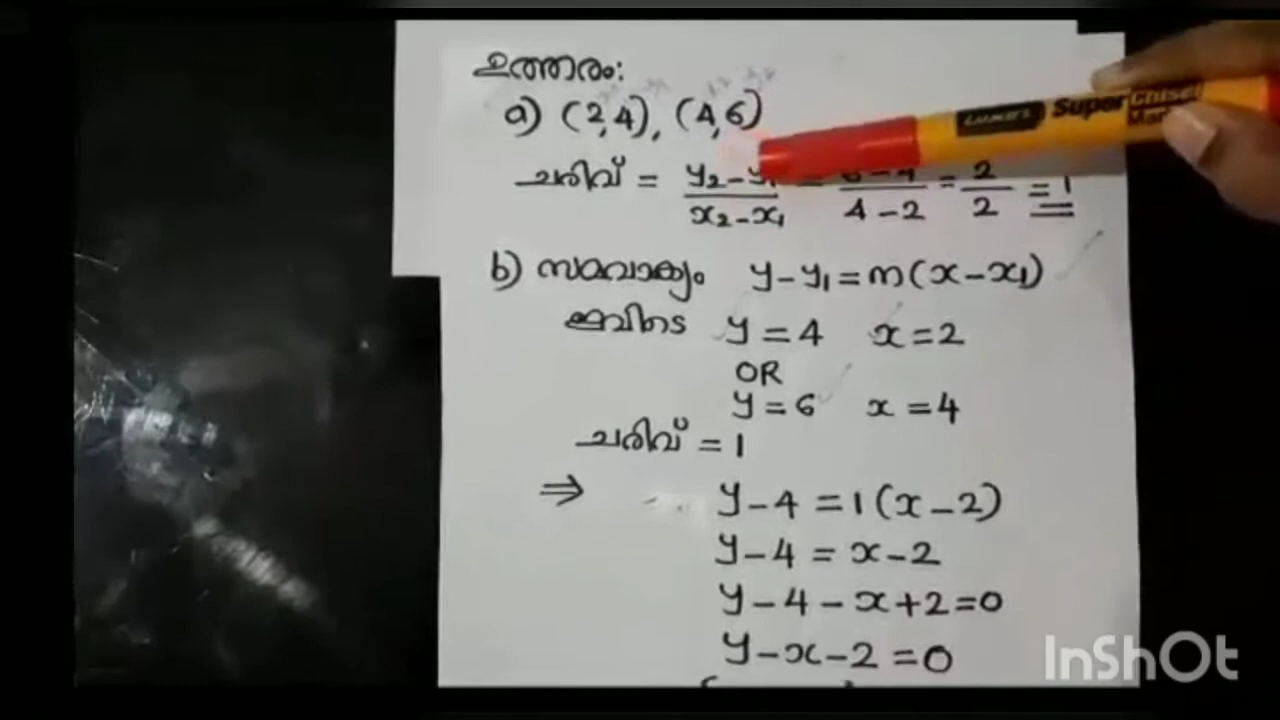 ഉത്തരം:
a) (2,4), (4,6)
ചരിവ് = y₂-y₁/x₂-x₁ = 6-4/4-2 = 2/2 = 1
b) സമവാക്യം y-y₁=m(x-x₁)
ഇവിടെ y=4 x=2
OR
y=6 x=4
ചരിവ് = 1
⇒ y-4=1(x-2)
y-4=x-2
y-4-x+2=0
y-x-2=0
Luxor Super Chisel
InShOt